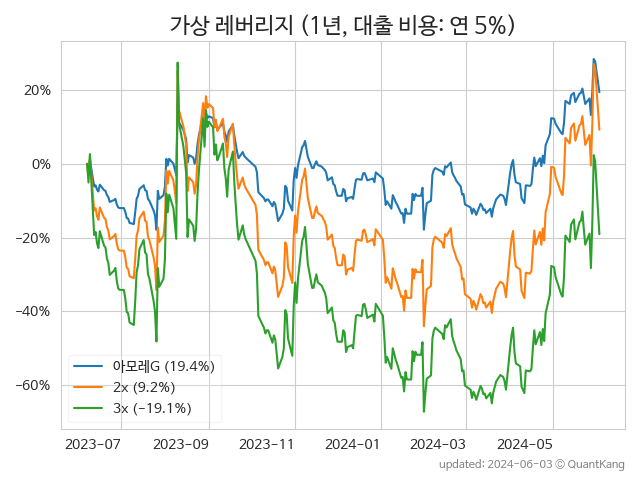 가상 레버리지 (1년, 대출 비용: 연 5%)
20%
0%
−20%
−40%
−60%
아모레G (19.4%)
2x (9.2%)
3x (−19.1%)
2023-07 2023-09 2023-11 2024-01 2024-03 2024-05
updated: 2024-06-03 © QuantKang